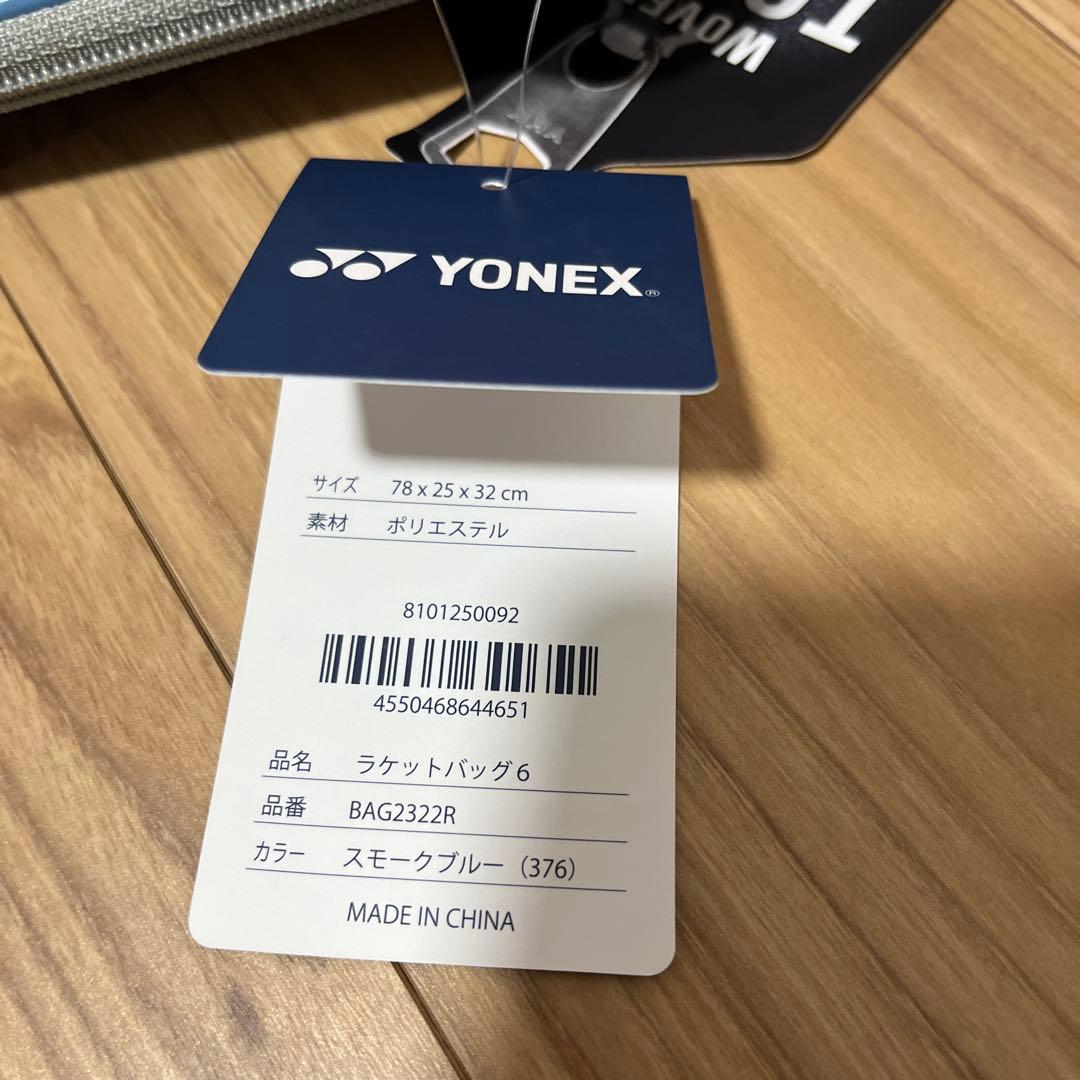 WOVE
TO
YONEX®
サイズ 78 x 25 x 32 cm
素材 ポリエステル
8101250092
4550468644651
品名 ラケットバッグ6
品番 BAG2322R
カラー スモークブルー（376）
MADE IN CHINA